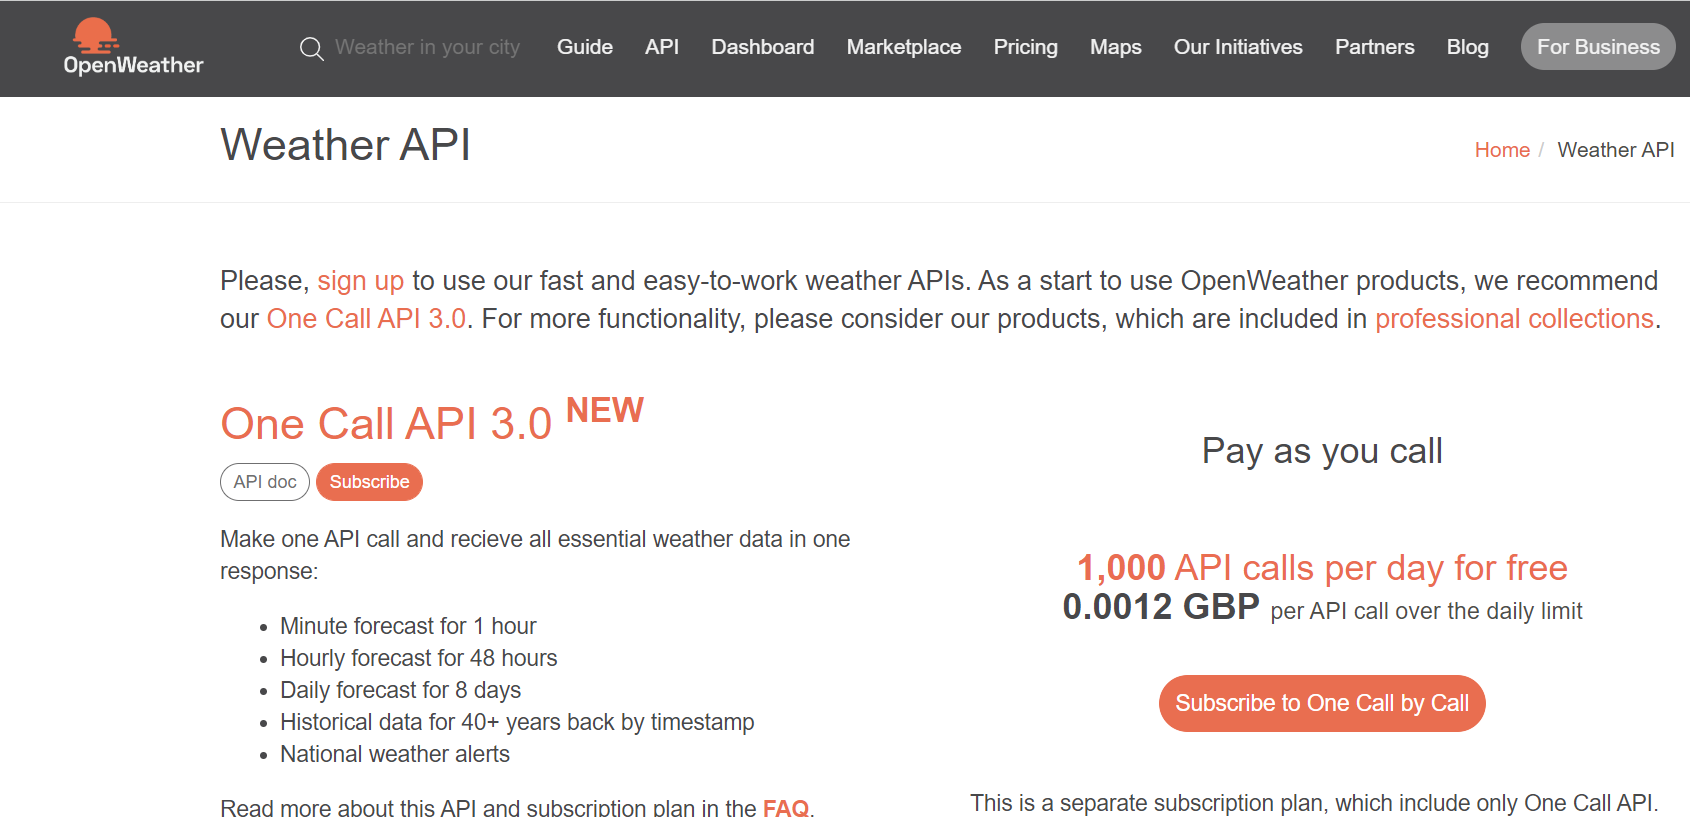 OpenWeather
Weather in your city
Guide
API
Dashboard
Marketplace
Pricing
Maps
Our Initiatives
Partners
Blog
For Business
Weather API
Home / Weather API
Please, sign up to use our fast and easy-to-work weather APIs. As a start to use OpenWeather products, we recommend
our One Call API 3.0. For more functionality, please consider our products, which are included in professional collections.
One Call API 3.0 NEW
API doc
Subscribe
Make one API call and recieve all essential weather data in one
response:
• Minute forecast for 1 hour
• Hourly forecast for 48 hours
• Daily forecast for 8 days
• Historical data for 40+ years back by timestamp
• National weather alerts
Read more about this API and subscription plan in the FAQ.
Pay as you call
1,000 API calls per day for free
0.0012 GBP per API call over the daily limit
Subscribe to One Call by Call
This is a separate subscription plan, which include only One Call API.